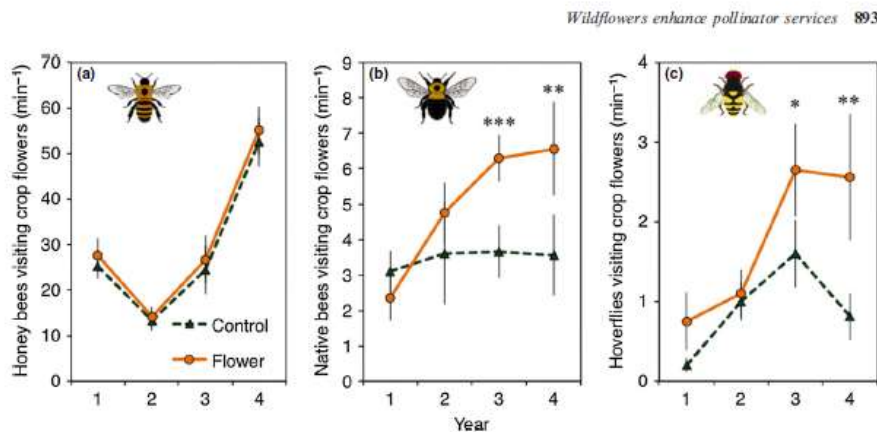 Wildflowers enhance pollinator services 893
(a)
Honey bees visiting crop flowers (min⁻¹)
70
60
50
40
30
20
10
0
1 2 3 4
Control
Flower
(b)
Native bees visiting crop flowers (min⁻¹)
9
8
7
6
5
4
3
2
1
0
*** **
1 2 3 4
Year
(c)
Hoverflies visiting crop flowers (min⁻¹)
4
3
2
1
0
* **
1 2 3 4